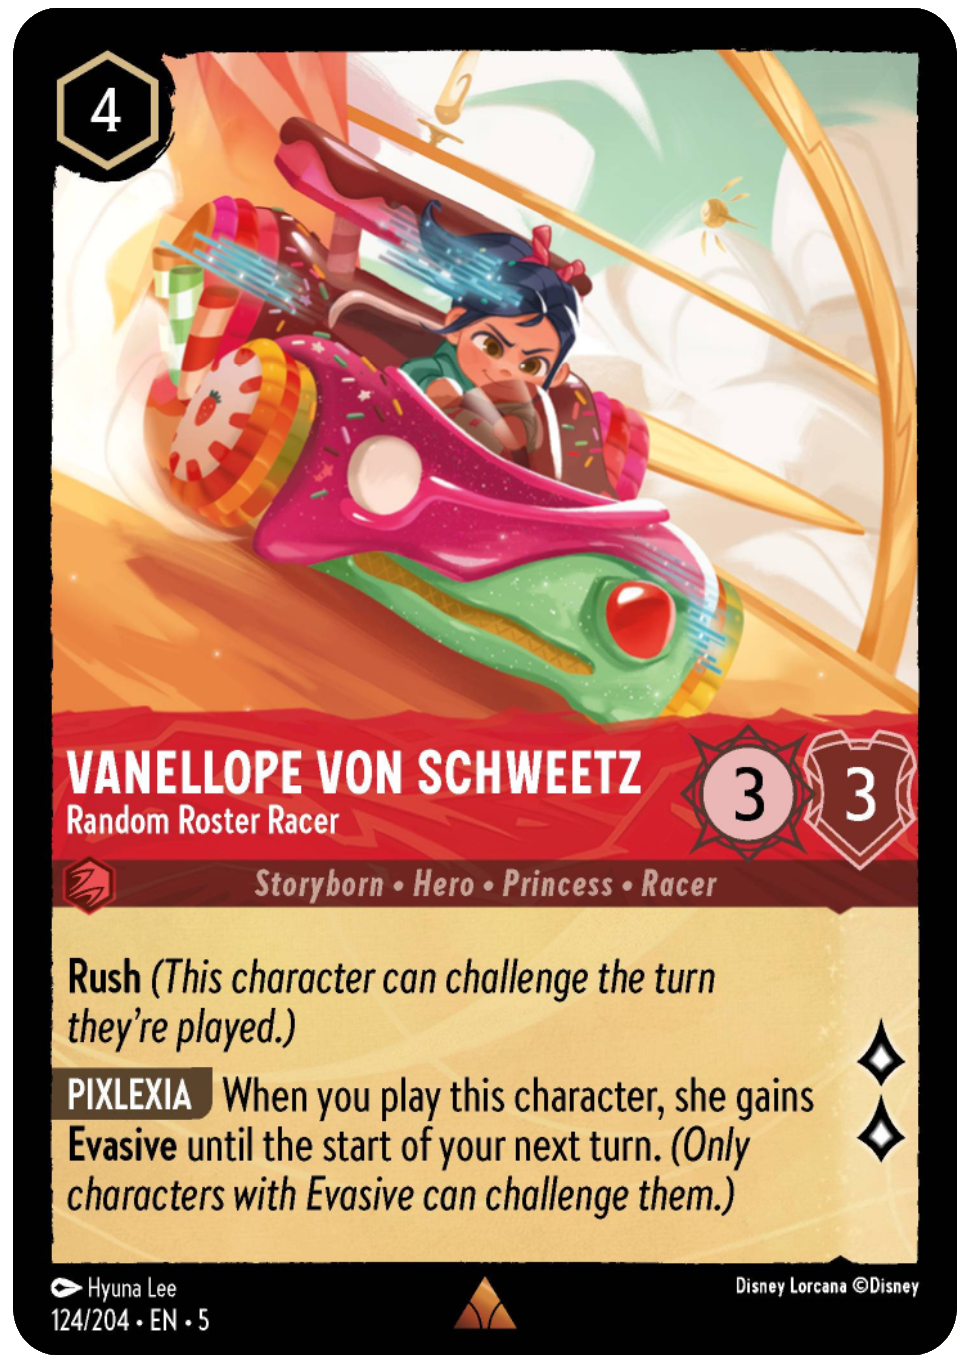 4
VANELLOPE VON SCHWEETZ
Random Roster Racer
3
3
Storyborn • Hero • Princess • Racer
Rush (This character can challenge the turn
they're played.)
PIXLEXIA When you play this character, she gains
Evasive until the start of your next turn. (Only
characters with Evasive can challenge them.)
Hyuna Lee
Disney Lorcana ©Disney
124/204 • EN • 5